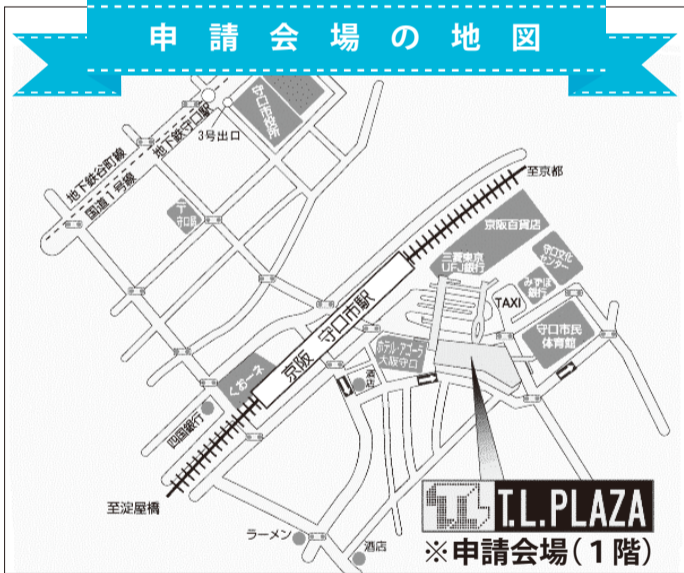 申請会場の地図
守口市役所
地下鉄守口駅
3号出口
地下鉄谷町線
国道1号線
〒
守口局
至京都
京阪百貨店
三菱東京
UFJ銀行
守口文化
センター
みずほ
銀行
TAXI
守口市民
体育館
京阪 守口市駅
ホテル・アゴーラ
大阪守口
酒店
くおーネ
四国銀行
至淀屋橋
T.L.PLAZA
※申請会場(1階)
ラーメン
酒店